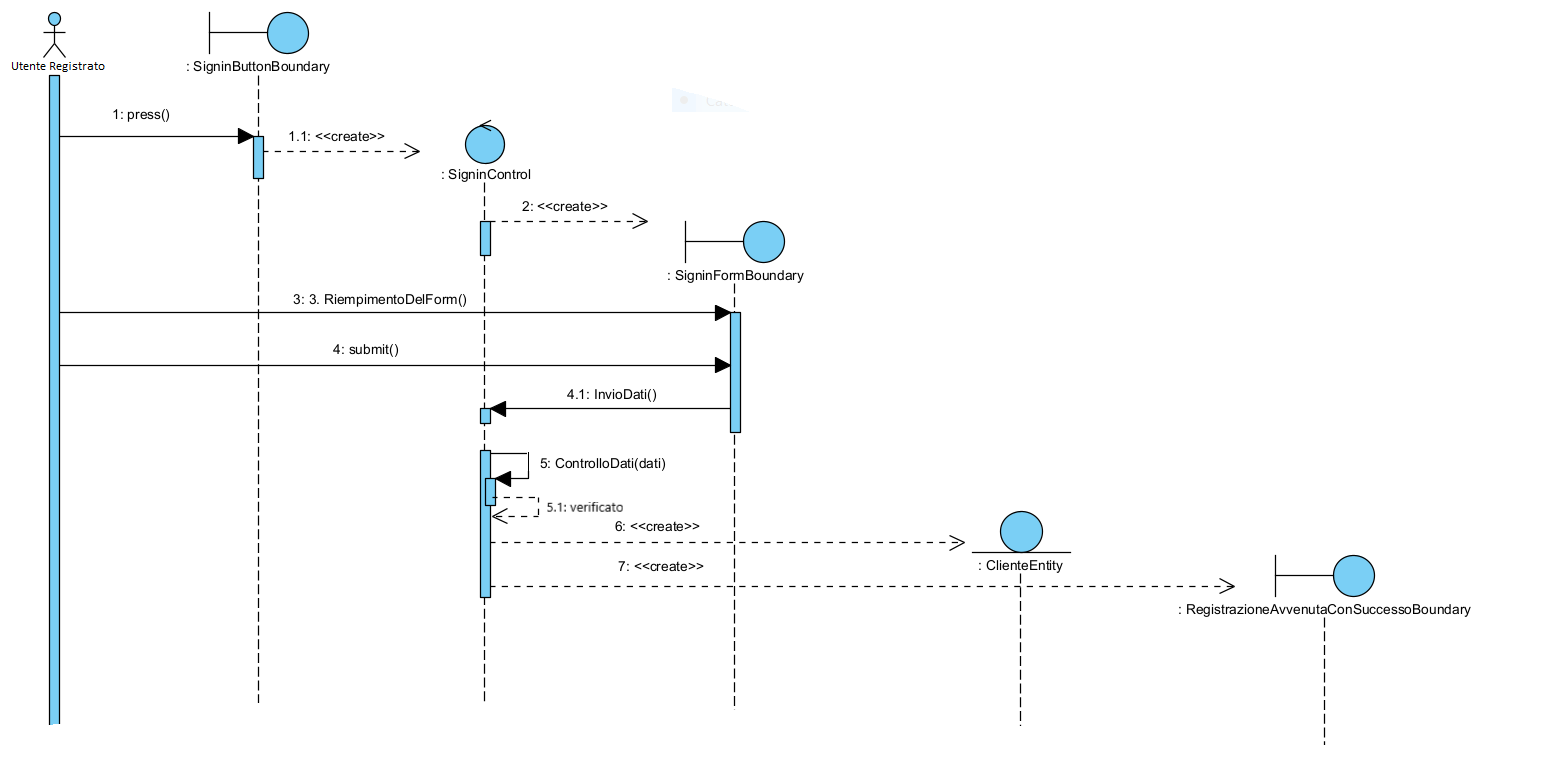 Utente Registrato
: SigninButtonBoundary
1: press()
1.1: <<create>>
: SigninControl
2: <<create>>
: SigninFormBoundary
3: 3. RiempimentoDelForm()
4: submit()
4.1: InvioDati()
5: ControlloDati(dati)
5.1: verificato
6: <<create>>
: ClienteEntity
7: <<create>>
: RegistrazioneAvvenutaConSuccessoBoundary